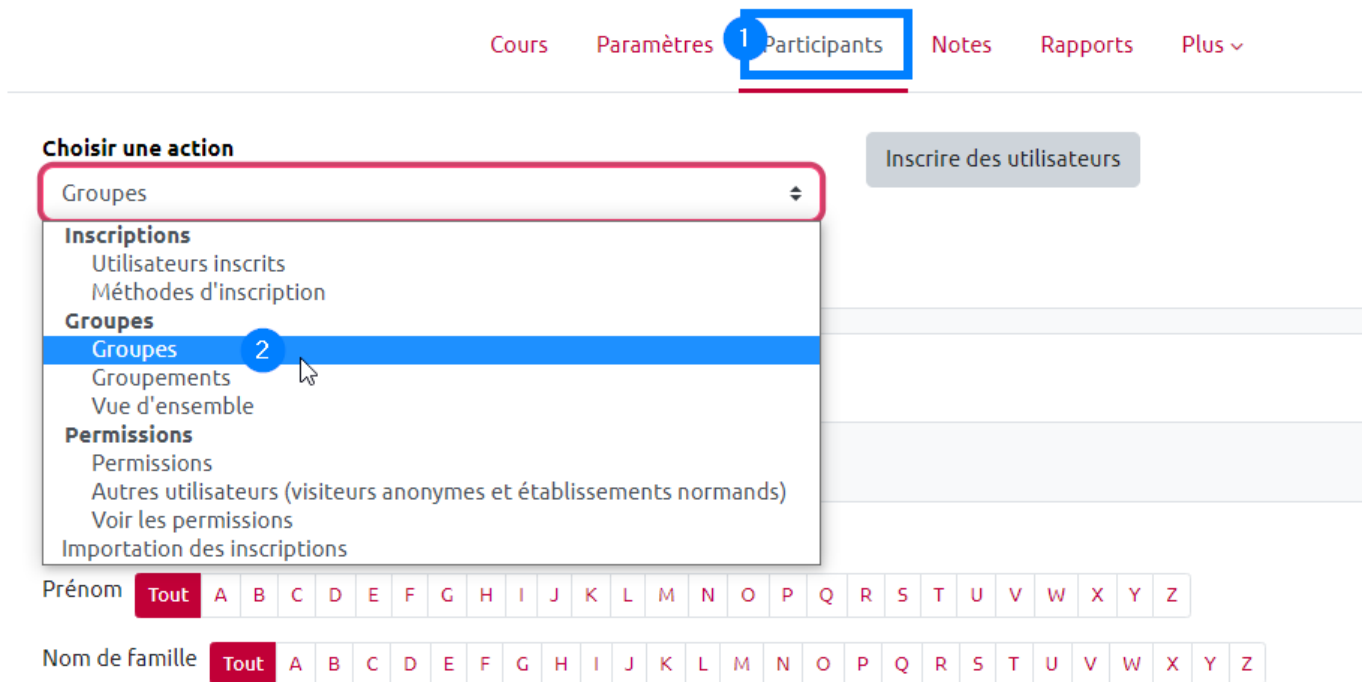 Cours Paramètres 1 Participants Notes Rapports Plus
Choisir une action
Inscrire des utilisateurs
Groupes
Inscriptions
Utilisateurs inscrits
Méthodes d'inscription
Groupes
Groupes 2
Groupements
Vue d'ensemble
Permissions
Permissions
Autres utilisateurs (visiteurs anonymes et établissements normands)
Voir les permissions
Importation des inscriptions
Prénom Tout A B C D E F G H I J K L M N O P Q R S T U V W X Y Z
Nom de famille Tout A B C D E F G H I J K L M N O P Q R S T U V W X Y Z